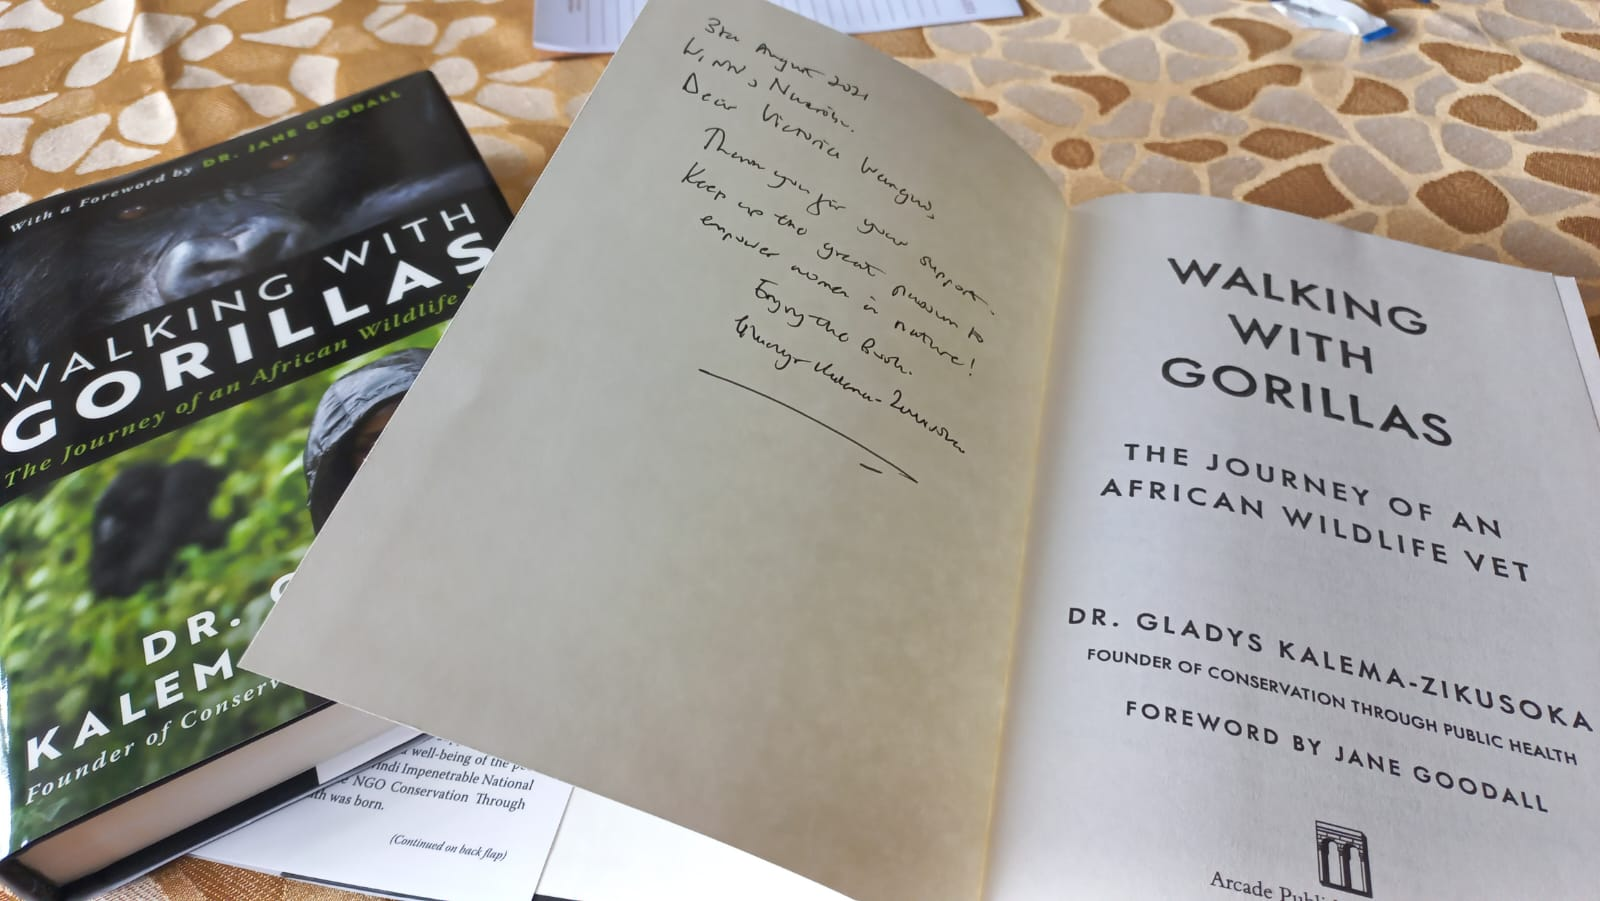 With a Foreword by DR. JANE GOODALL
WALKING WITH
GORILLAS
The Journey of an African Wildlife
DR.
KALEM
Founder of Conserv
3rd August 2021
Dear Victoria Wangui,
Thank you for your support.
Keep up the great mission to
empower women in nature!
Enjoy the Book.
Gladys Kalema-Zikusoka
well-being of the
Impenetrable National
NGO Conservation Through
was born.
(Continued on back flap)
WALKING
WITH
GORILLAS
THE JOURNEY OF AN
AFRICAN WILDLIFE VET
DR. GLADYS KALEMA-ZIKUSOKA
FOUNDER OF CONSERVATION THROUGH PUBLIC HEALTH
FOREWORD BY JANE GOODALL
Arcade Publi